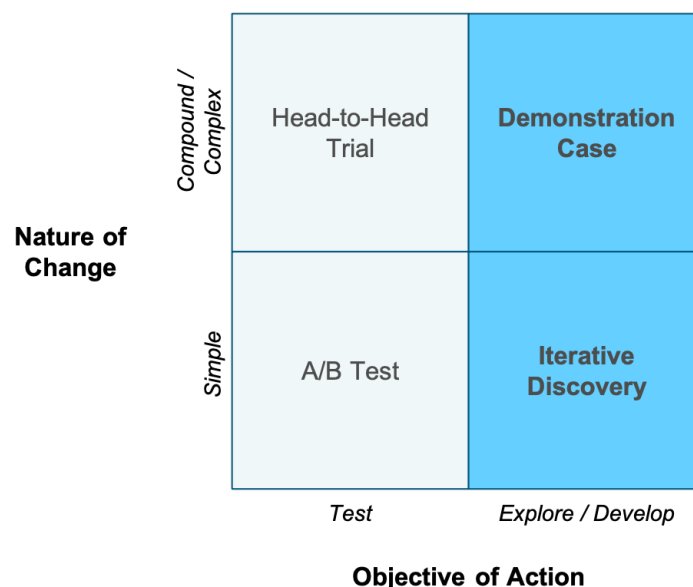 Compound /
Complex
Head-to-Head
Trial
Demonstration
Case
Nature of
Change
Simple
A/B Test
Iterative
Discovery
Test
Explore / Develop
Objective of Action